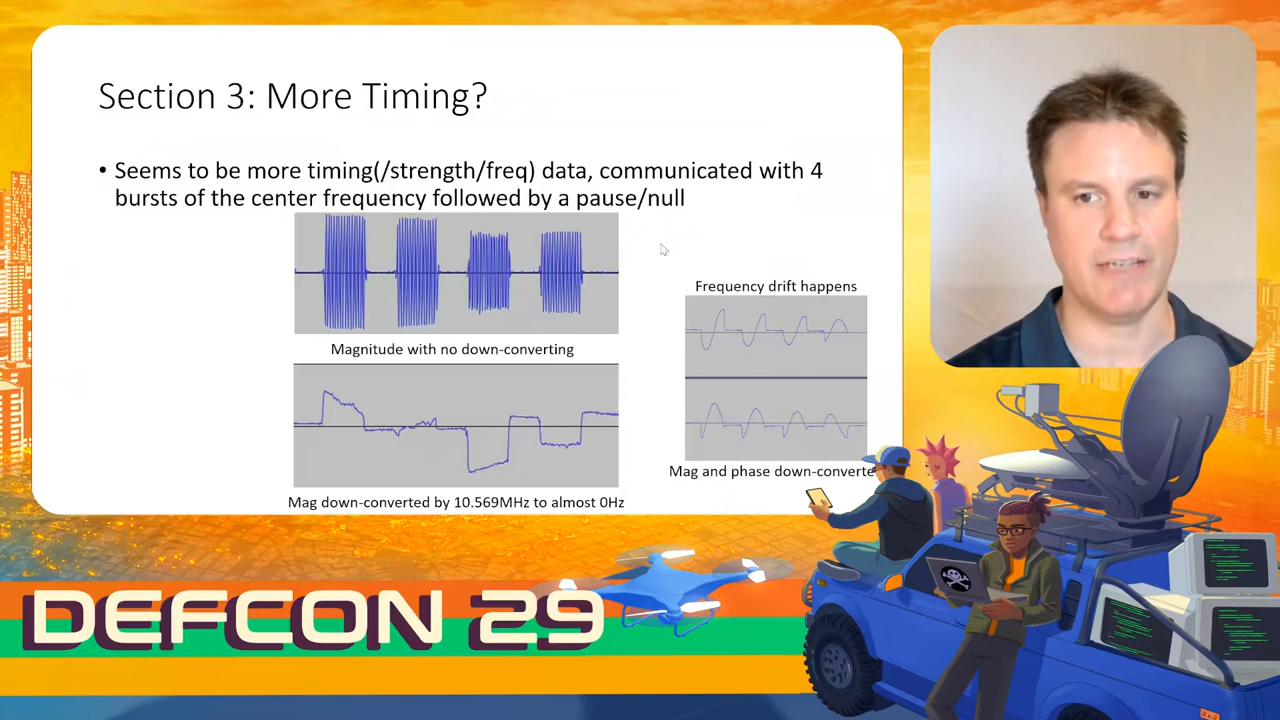 Section 3: More Timing?
• Seems to be more timing(/strength/freq) data, communicated with 4
bursts of the center frequency followed by a pause/null
Magnitude with no down-converting
Mag down-converted by 10.569MHz to almost 0Hz
Frequency drift happens
Mag and phase down-converte
DEFCON 29